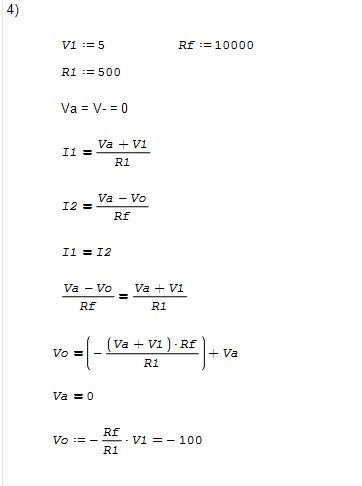 4)
V1 := 5 Rf := 10000
R1 := 500
Va = V- = 0
I1 = (Va + V1) / R1
I2 = (Va − Vo) / Rf
I1 = I2
(Va − Vo) / Rf = (Va + V1) / R1
Vo = (− ((Va + V1) · Rf) / R1) + Va
Va = 0
Vo := − Rf / R1 · V1 = − 100